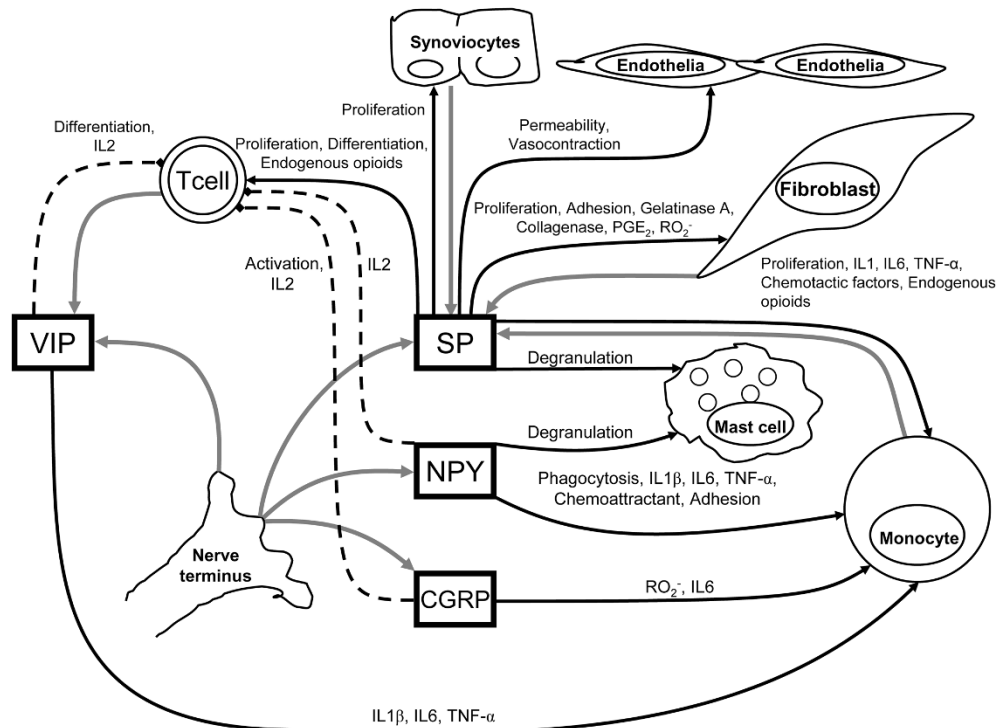 Synoviocytes
Endothelia
Endothelia
Proliferation
Differentiation,
IL2
Proliferation, Differentiation,
Endogenous opioids
Permeability,
Vasocontraction
Tcell
Fibroblast
Proliferation, Adhesion, Gelatinase A,
Collagenase, PGE₂, RO₂⁻
Activation,
IL2
IL2
Proliferation, IL1, IL6, TNF-α,
Chemotactic factors, Endogenous
opioids
VIP
SP
Degranulation
Mast cell
Degranulation
NPY
Phagocytosis, IL1β, IL6, TNF-α,
Chemoattractant, Adhesion
Monocyte
Nerve
terminus
CGRP
RO₂⁻, IL6
IL1β, IL6, TNF-α